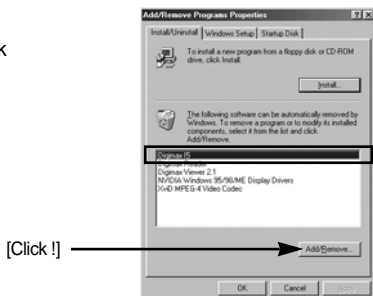 k
Add/Remove Programs Properties
Install/Uninstall Windows Setup Startup Disk
To install a new program from a floppy disk or CD-ROM
drive, click Install.
Install...
The following software can be automatically removed by
Windows. To remove a program or to modify its installed
components, select it from the list and click
Add/Remove.
Digimax I5
Digimax Reader
Digimax Viewer 2.1
NVIDIA Windows 95/98/ME Display Drivers
XviD MPEG-4 Video Codec
[Click !]
Add/Remove...
OK Cancel Apply